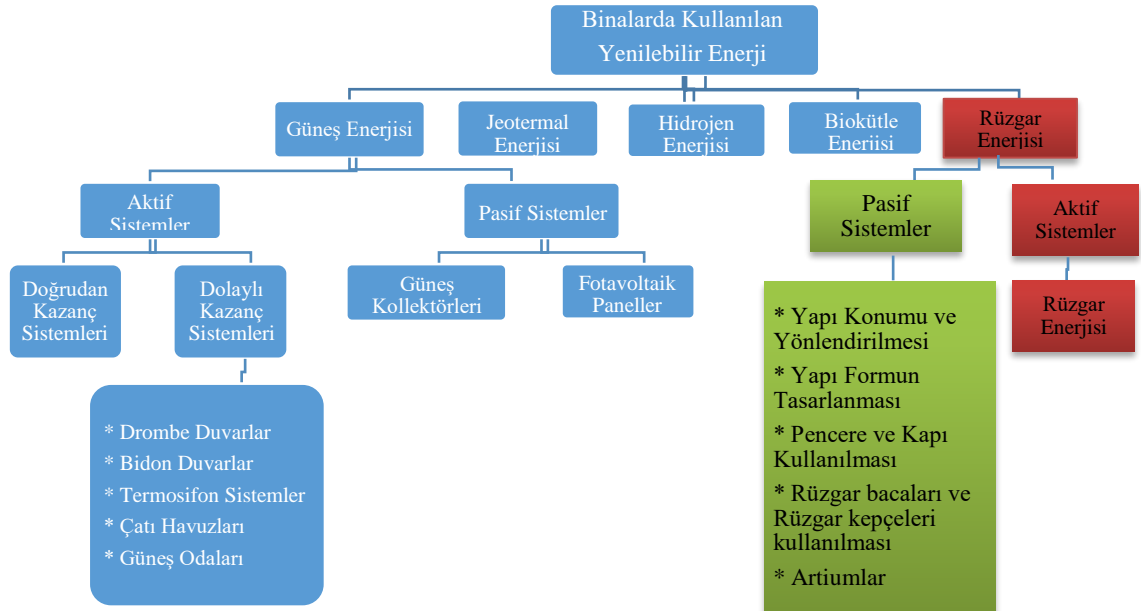 Binalarda Kullanılan
Yenilebilir Enerji
Güneş Enerjisi
Jeotermal
Enerjisi
Hidrojen
Enerjisi
Biokütle
Enerjisi
Rüzgar
Enerjisi
Aktif
Sistemler
Pasif Sistemler
Pasif
Sistemler
Aktif
Sistemler
Doğrudan
Kazanç
Sistemleri
Dolaylı
Kazanç
Sistemleri
Güneş
Kollektörleri
Fotavoltaik
Paneller
Rüzgar
Enerjisi
* Drombe Duvarlar
* Bidon Duvarlar
* Termosifon Sistemler
* Çatı Havuzları
* Güneş Odaları
* Yapı Konumu ve
Yönlendirilmesi
* Yapı Formun
Tasarlanması
* Pencere ve Kapı
Kullanılması
* Rüzgar bacaları ve
Rüzgar kepçeleri
kullanılması
* Artiumlar